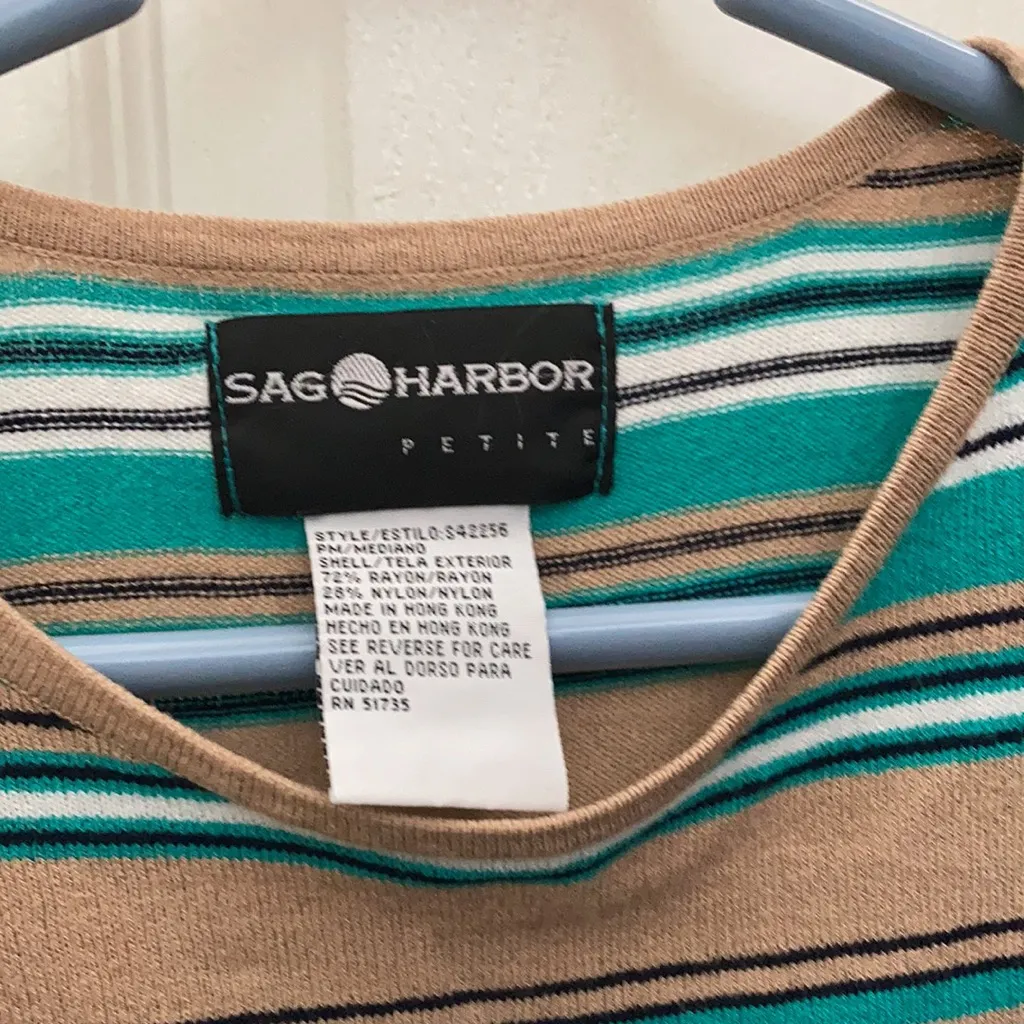 SAG HARBOR
PETITE
STYLE/ESTILO:S42256
PM/MEDIANO
SHELL/TELA EXTERIOR
72% RAYON/RAYON
28% NYLON/NYLON
MADE IN HONG KONG
HECHO EN HONG KONG
SEE REVERSE FOR CARE
VER AL DORSO PARA
CUIDADO
RN 51735